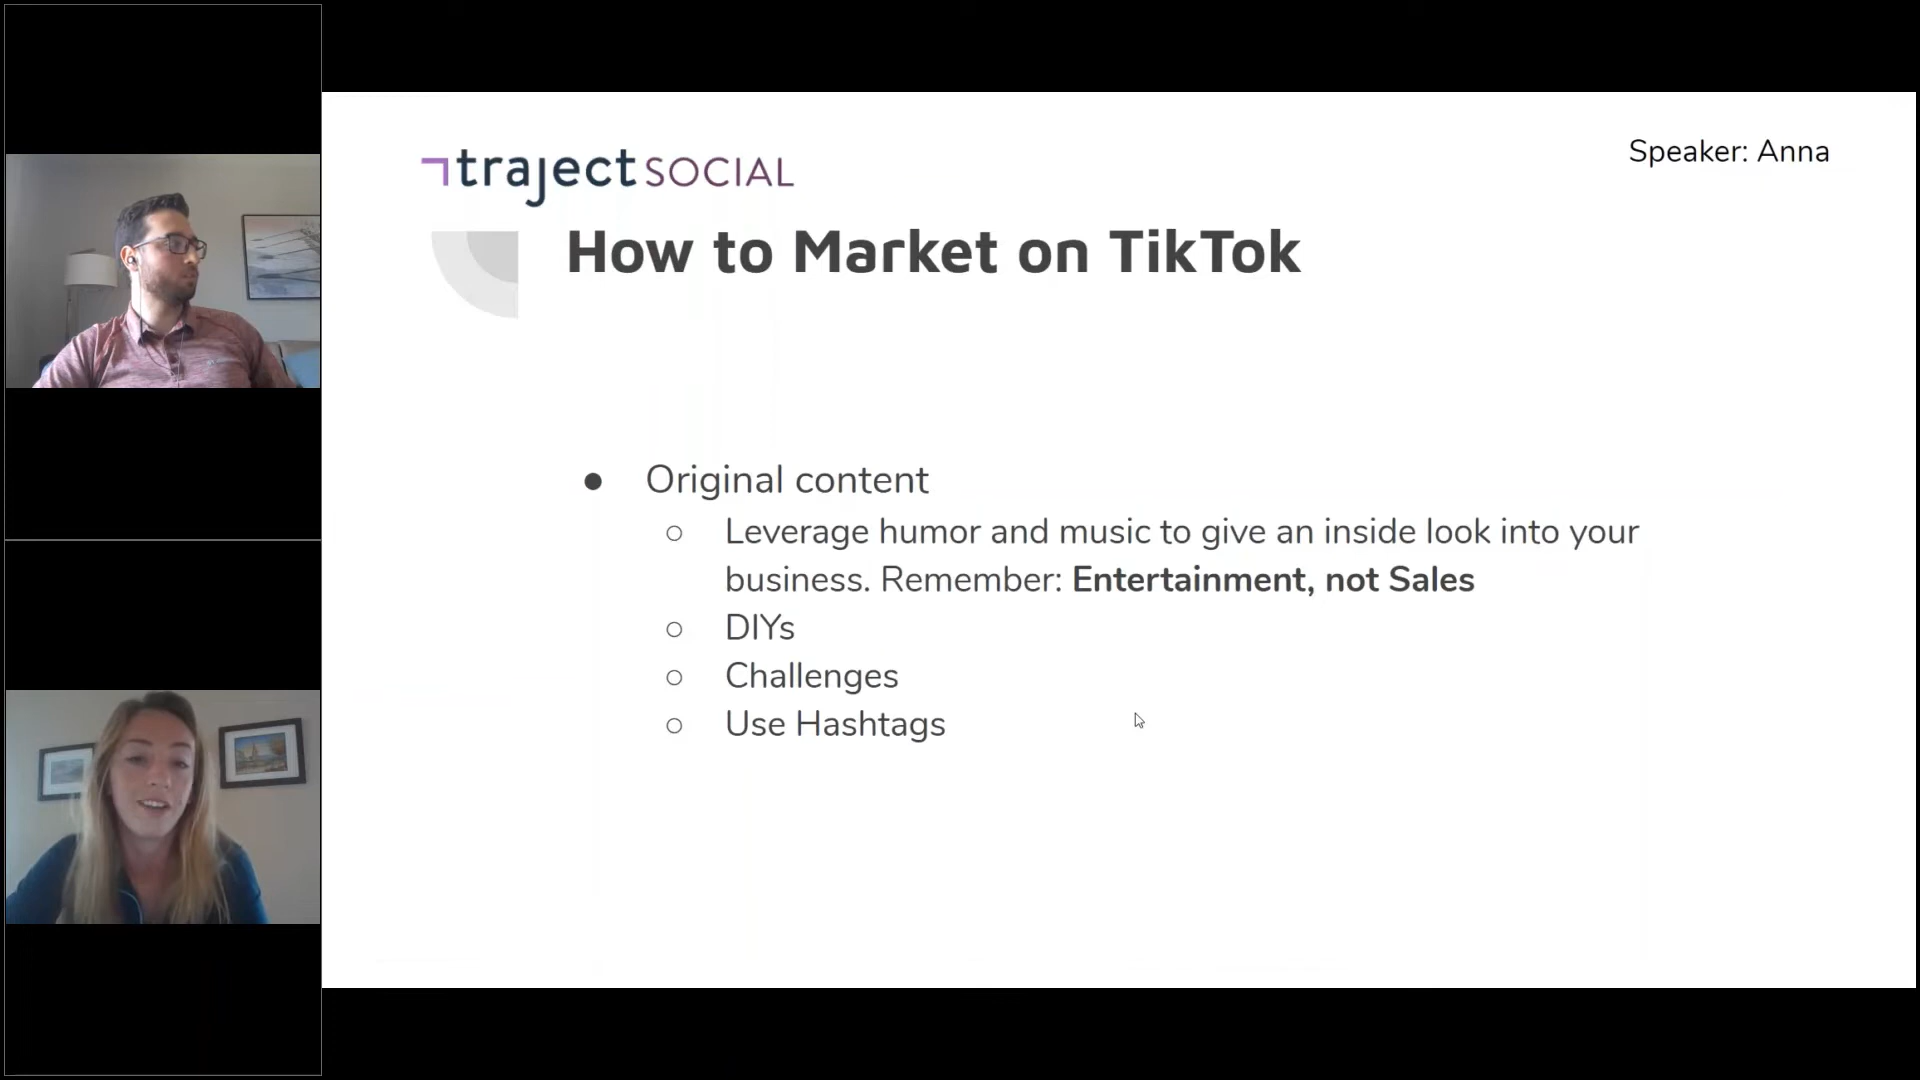 traject SOCIAL
Speaker: Anna
How to Market on TikTok
● Original content
○ Leverage humor and music to give an inside look into your
business. Remember: Entertainment, not Sales
○ DIYs
○ Challenges
○ Use Hashtags